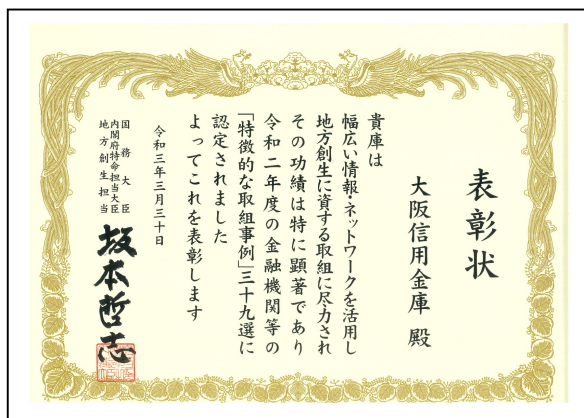 表彰状
大阪信用金庫 殿
貴庫は
幅広い情報・ネットワークを活用し
地方創生に資する取組に尽力され
その功績は特に顕著であり
令和二年度の金融機関等の
「特徴的な取組事例」三十九選に
認定されました
よってこれを表彰します
令和三年三月三十日
国務大臣
内閣府特命担当大臣
地方創生担当
坂本哲志